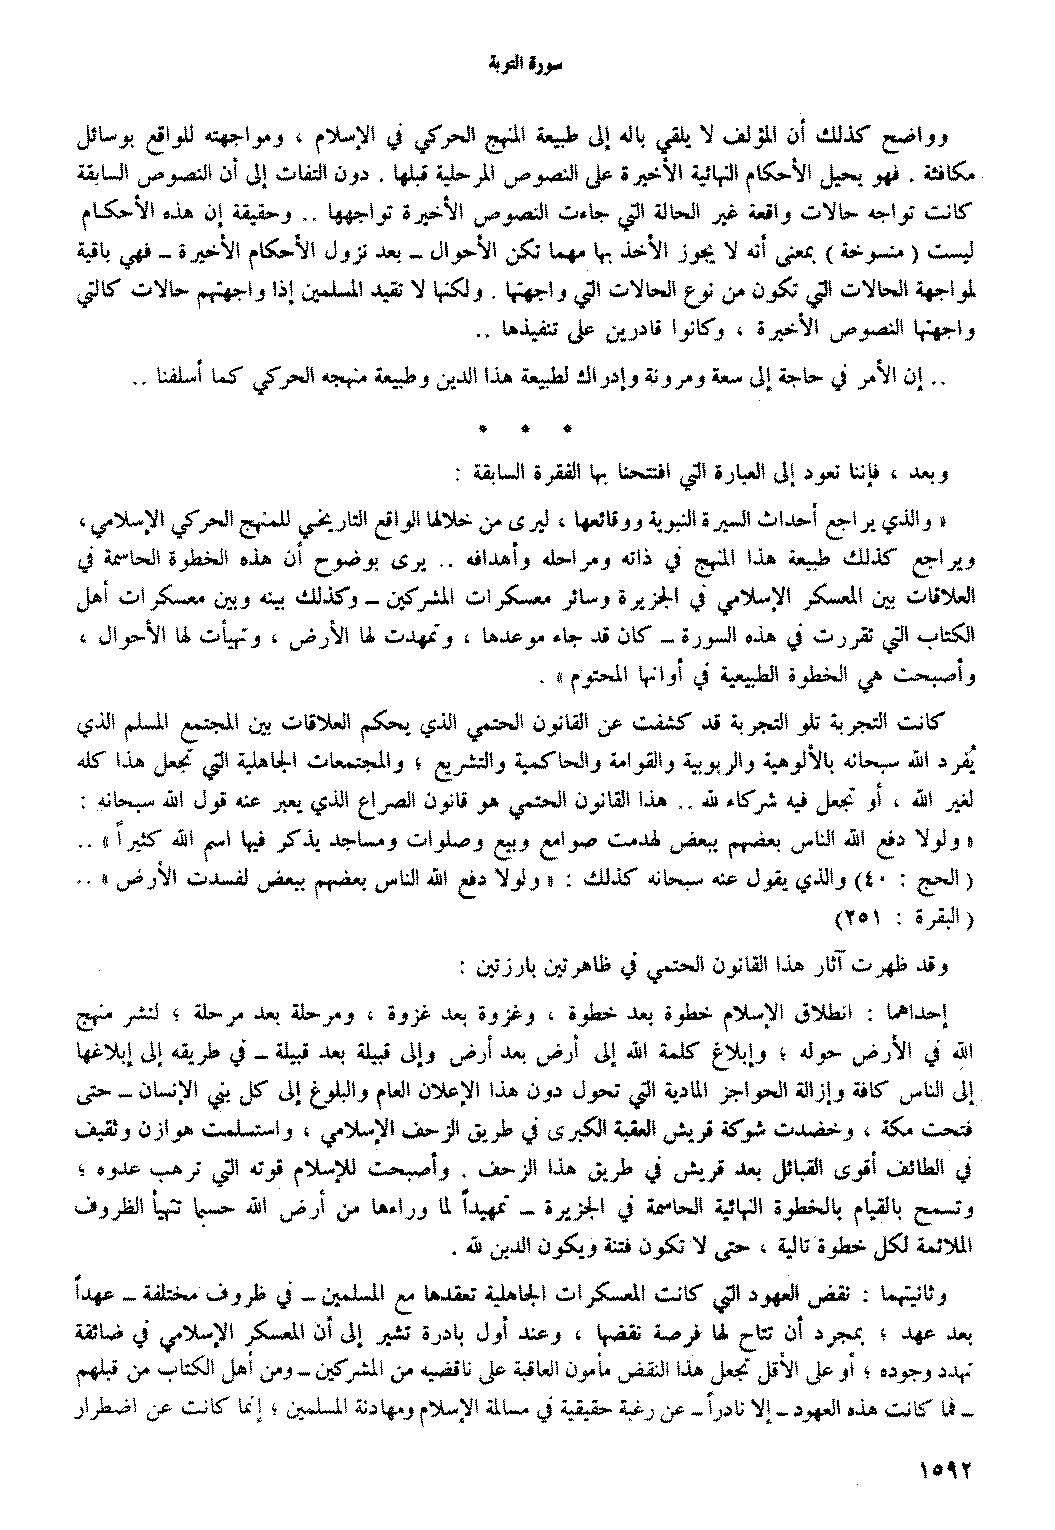 سورة التوبة
وواضح كذلك أن المؤلف لا يلقي باله إلى طبيعة المنهج الحركي في الإسلام ، ومواجهته للواقع بوسائل
مكافئة . فهو يحيل الأحكام النهائية الأخيرة على النصوص المرحلية قبلها . دون التفات إلى أن النصوص السابقة
كانت تواجه حالات واقعة غير الحالة التي جاءت النصوص الأخيرة تواجهها .. وحقيقة إن هذه الأحكام
ليست ( منسوخة ) بمعنى أنه لا يجوز الأخذ بها مهما تكن الأحوال – بعد نزول الأحكام الأخيرة – فهي باقية
لمواجهة الحالات التي تكون من نوع الحالات التي واجهتها . ولكنها لا تقيد المسلمين إذا واجهتهم حالات كالتي
واجهتها النصوص الأخيرة ، وكانوا قادرين على تنفيذها ..
.. إن الأمر في حاجة إلى سعة ومرونة وإدراك لطبيعة هذا الدين وطبيعة منهجه الحركي كما أسلفنا ..
* * *
وبعد ، فإننا نعود إلى العبارة التي افتتحنا بها الفقرة السابقة :
« والذي يراجع أحداث السيرة النبوية ووقائعها ، ليرى من خلالها الواقع التاريخي للمنهج الحركي الإسلامي ،
ويراجع كذلك طبيعة هذا المنهج في ذاته ومراحله وأهدافه .. يرى بوضوح أن هذه الخطوة الحاسمة في
العلاقات بين المعسكر الإسلامي في الجزيرة وسائر معسكرات المشركين – وكذلك بينه وبين معسكرات أهل
الكتاب التي تقررت في هذه السورة – كان قد جاء موعدها ، وتمهدت لها الأرض ، وتهيأت لها الأحوال ،
وأصبحت هي الخطوة الطبيعية في أوانها المحتوم » .
كانت التجربة تلو التجربة قد كشفت عن القانون الحتمي الذي يحكم العلاقات بين المجتمع المسلم الذي
يُفرد الله سبحانه بالألوهية والربوبية والقوامة والحاكمية والتشريع ؛ والمجتمعات الجاهلية التي تجعل هذا كله
لغير الله ، أو تجعل فيه شركاء لله .. هذا القانون الحتمي هو قانون الصراع الذي يعبر عنه قول الله سبحانه :
« ولولا دفع الله الناس بعضهم ببعض لهدمت صوامع وبيع وصلوات ومساجد يذكر فيها اسم الله كثيراً » ..
( الحج : ٤٠) والذي يقول عنه سبحانه كذلك : « ولولا دفع الله الناس بعضهم ببعض لفسدت الأرض » ..
( البقرة : ٢٥١)
وقد ظهرت آثار هذا القانون الحتمي في ظاهرتين بارزتين :
إحداهما : انطلاق الإسلام خطوة بعد خطوة ، وغزوة بعد غزوة ، ومرحلة بعد مرحلة ؛ لنشر منهج
الله في الأرض حوله ؛ وإبلاغ كلمة الله إلى أرض بعد أرض وإلى قبيلة بعد قبيلة – في طريقه إلى إبلاغها
إلى الناس كافة وإزالة الحواجز المادية التي تحول دون هذا الإعلان العام والبلوغ إلى كل بني الإنسان – حتى
فتحت مكة ، وخضدت شوكة قريش العقبة الكبرى في طريق الزحف الإسلامي ، واستسلمت هوازن وثقيف
في الطائف أقوى القبائل بعد قريش في طريق هذا الزحف . وأصبحت للإسلام قوته التي ترهب عدوه ؛
وتسمح بالقيام بالخطوة النهائية الحاسمة في الجزيرة – تمهيداً لما وراءها من أرض الله حسبما تتهيأ الظروف
الملائمة لكل خطوة تالية ، حتى لا تكون فتنة ويكون الدين لله .
وثانيتهما : نقض العهود التي كانت المعسكرات الجاهلية تعقدها مع المسلمين – في ظروف مختلفة – عهداً
بعد عهد ؛ بمجرد أن تتاح لها فرصة نقضها ، وعند أول بادرة تشير إلى أن المعسكر الإسلامي في ضائقة
تهدد وجوده ؛ أو على الأقل تجعل هذا النقض مأمون العاقبة على ناقضيه من المشركين – ومن أهل الكتاب من قبلهم
– فما كانت هذه العهود – إلا نادراً – عن رغبة حقيقية في مسالمة الإسلام ومهادنة المسلمين ؛ إنما كانت عن اضطرار
١٥٩٢